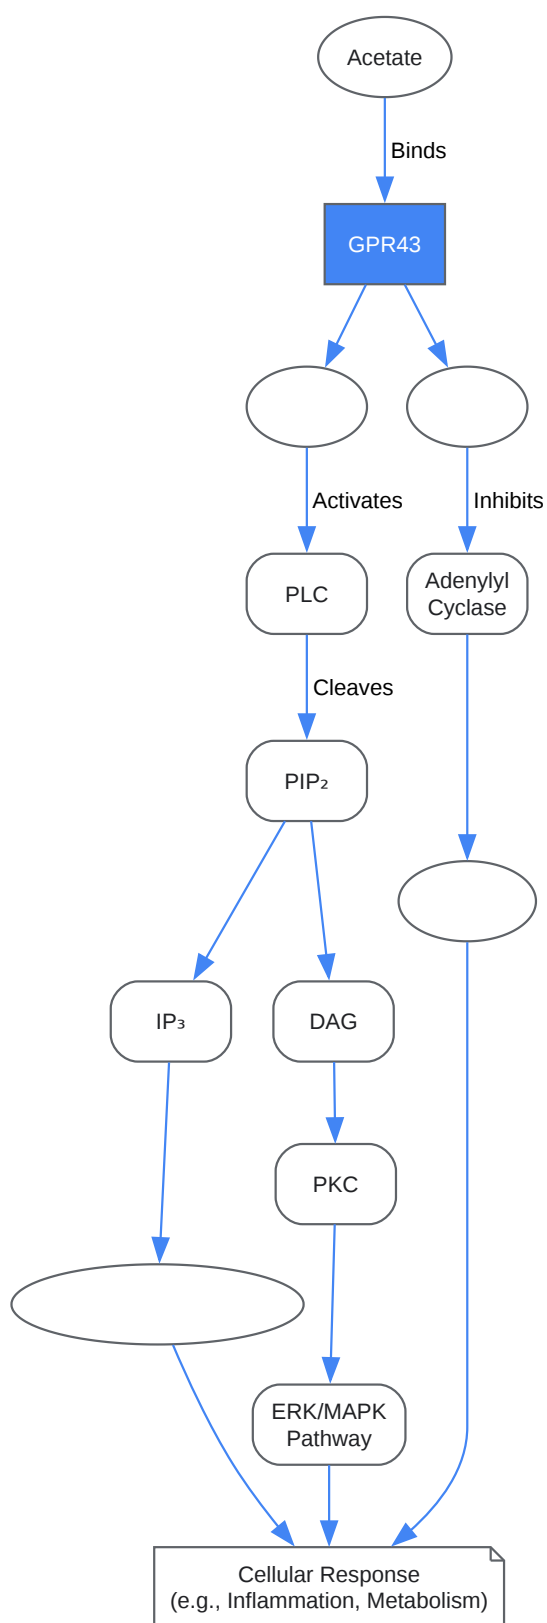 Acetate
Binds
GPR43
Activates
Inhibits
PLC
Adenylyl
Cyclase
Cleaves
PIP₂
IP₃
DAG
PKC
ERK/MAPK
Pathway
Cellular Response
(e.g., Inflammation, Metabolism)